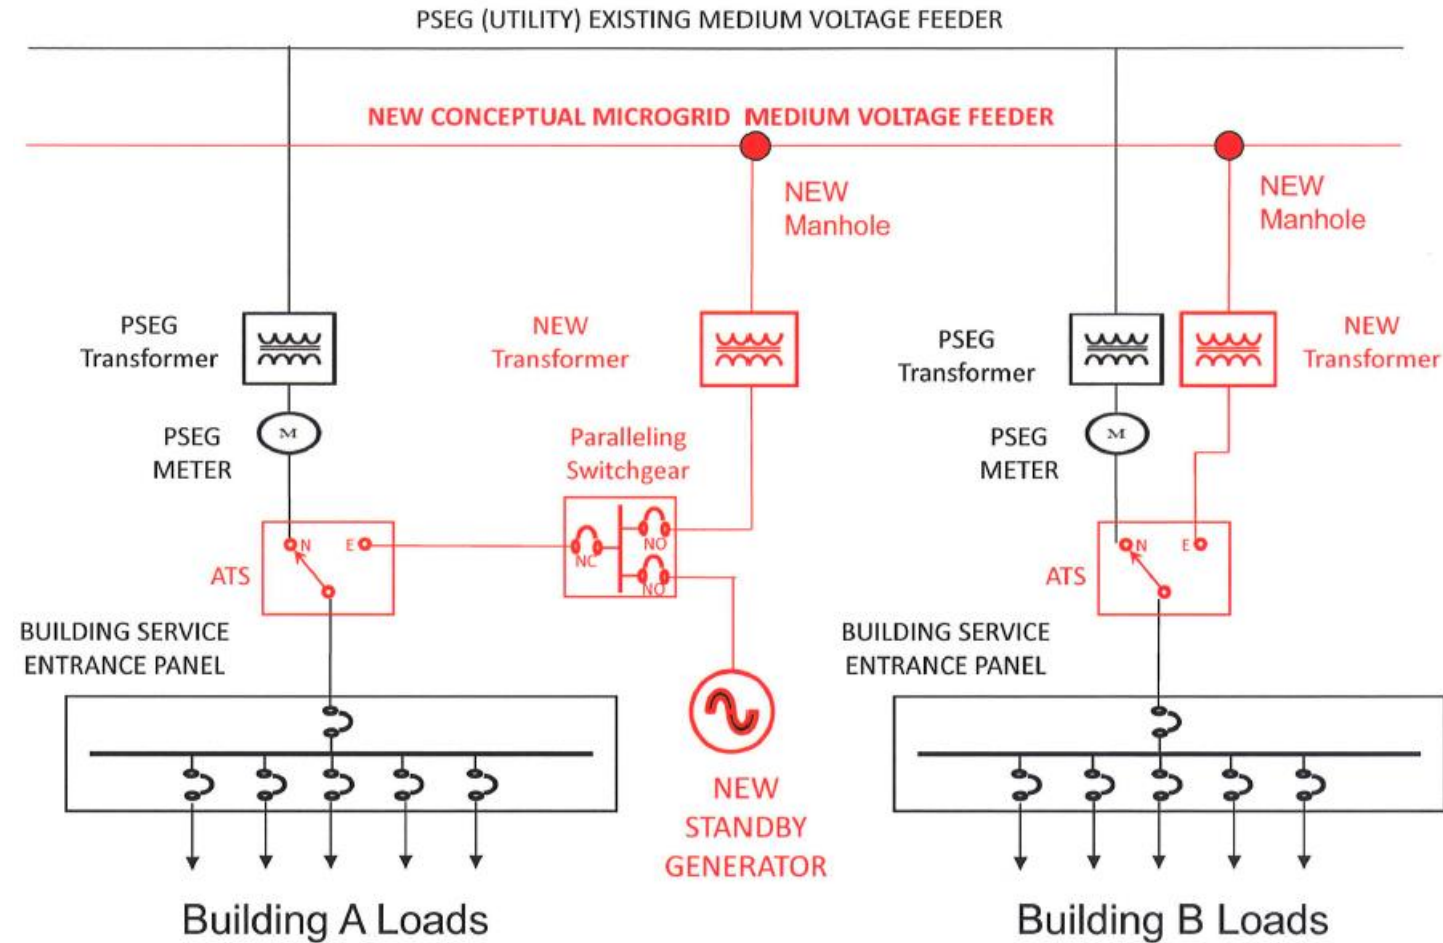 PSEG (UTILITY) EXISTING MEDIUM VOLTAGE FEEDER
NEW CONCEPTUAL MICROGRID MEDIUM VOLTAGE FEEDER
NEW
Manhole
NEW
Manhole
PSEG
Transformer
NEW
Transformer
PSEG
Transformer
NEW
Transformer
PSEG
METER
M
Paralleling
Switchgear
PSEG
METER
M
N
E
NC
NO
NO
ATS
N
E
ATS
BUILDING SERVICE
ENTRANCE PANEL
BUILDING SERVICE
ENTRANCE PANEL
NEW
STANDBY
GENERATOR
Building A Loads
Building B Loads